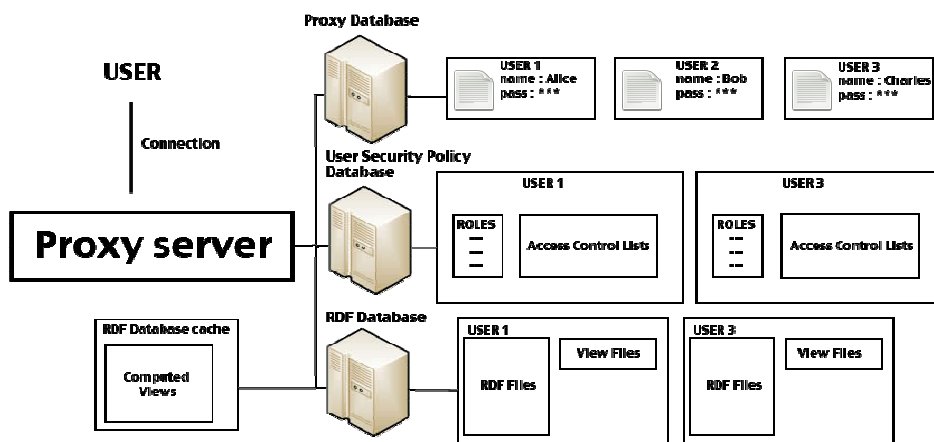 Proxy Database
USER
Connection
USER 1
name : Alice
pass : ***
USER 2
name : Bob
pass : ***
USER 3
name : Charles
pass : ***
User Security Policy
Database
USER 1
ROLES
Access Control Lists
USER 3
ROLES
Access Control Lists
Proxy server
RDF Database cache
Computed
Views
RDF Database
USER 1
RDF Files
View Files
USER 3
RDF Files
View Files